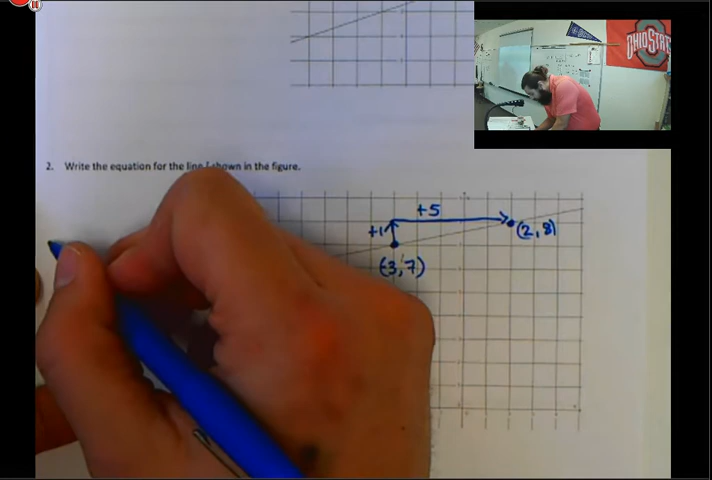 OHIO STATE
2. Write the equation for the line l shown in the figure.
+5
+1
(2,8)
(-3,7)